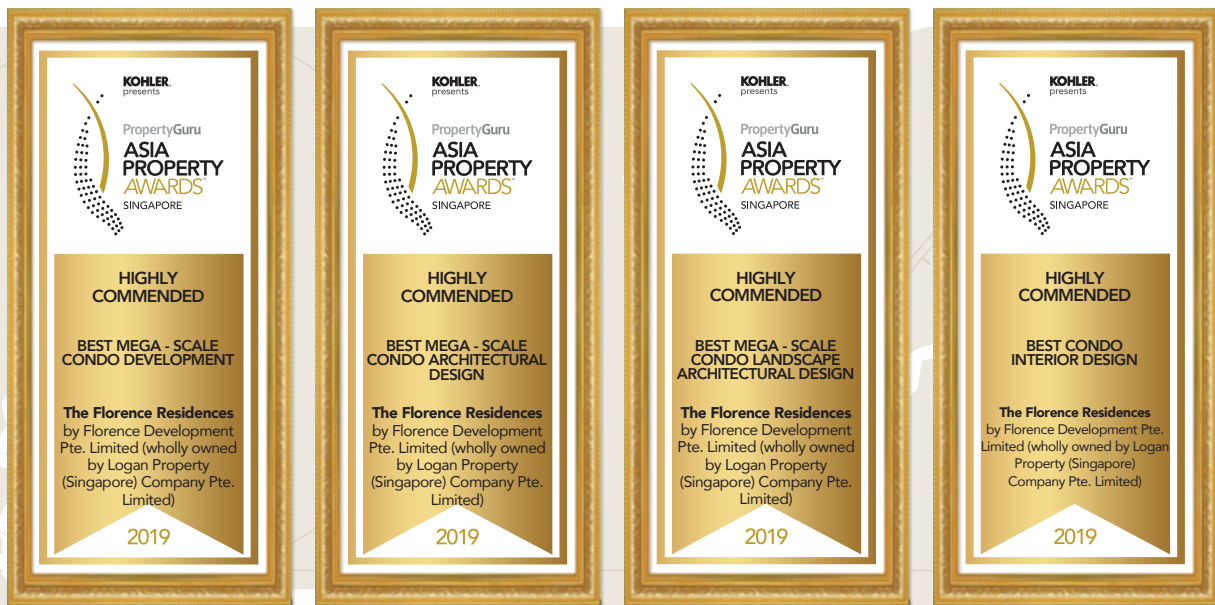 KOHLER
presents
PropertyGuru
ASIA
PROPERTY
AWARDS™
SINGAPORE
HIGHLY
COMMENDED
BEST MEGA - SCALE
CONDO DEVELOPMENT
The Florence Residences
by Florence Development
Pte. Limited (wholly owned
by Logan Property
(Singapore) Company Pte.
Limited)
2019
KOHLER
presents
PropertyGuru
ASIA
PROPERTY
AWARDS™
SINGAPORE
HIGHLY
COMMENDED
BEST MEGA - SCALE
CONDO ARCHITECTURAL
DESIGN
The Florence Residences
by Florence Development
Pte. Limited (wholly owned
by Logan Property
(Singapore) Company Pte.
Limited)
2019
KOHLER
presents
PropertyGuru
ASIA
PROPERTY
AWARDS™
SINGAPORE
HIGHLY
COMMENDED
BEST MEGA - SCALE
CONDO LANDSCAPE
ARCHITECTURAL DESIGN
The Florence Residences
by Florence Development
Pte. Limited (wholly owned
by Logan Property
(Singapore) Company Pte.
Limited)
2019
KOHLER
presents
PropertyGuru
ASIA
PROPERTY
AWARDS™
SINGAPORE
HIGHLY
COMMENDED
BEST CONDO
INTERIOR DESIGN
The Florence Residences
by Florence Development Pte.
Limited (wholly owned by Logan
Property (Singapore)
Company Pte. Limited)
2019